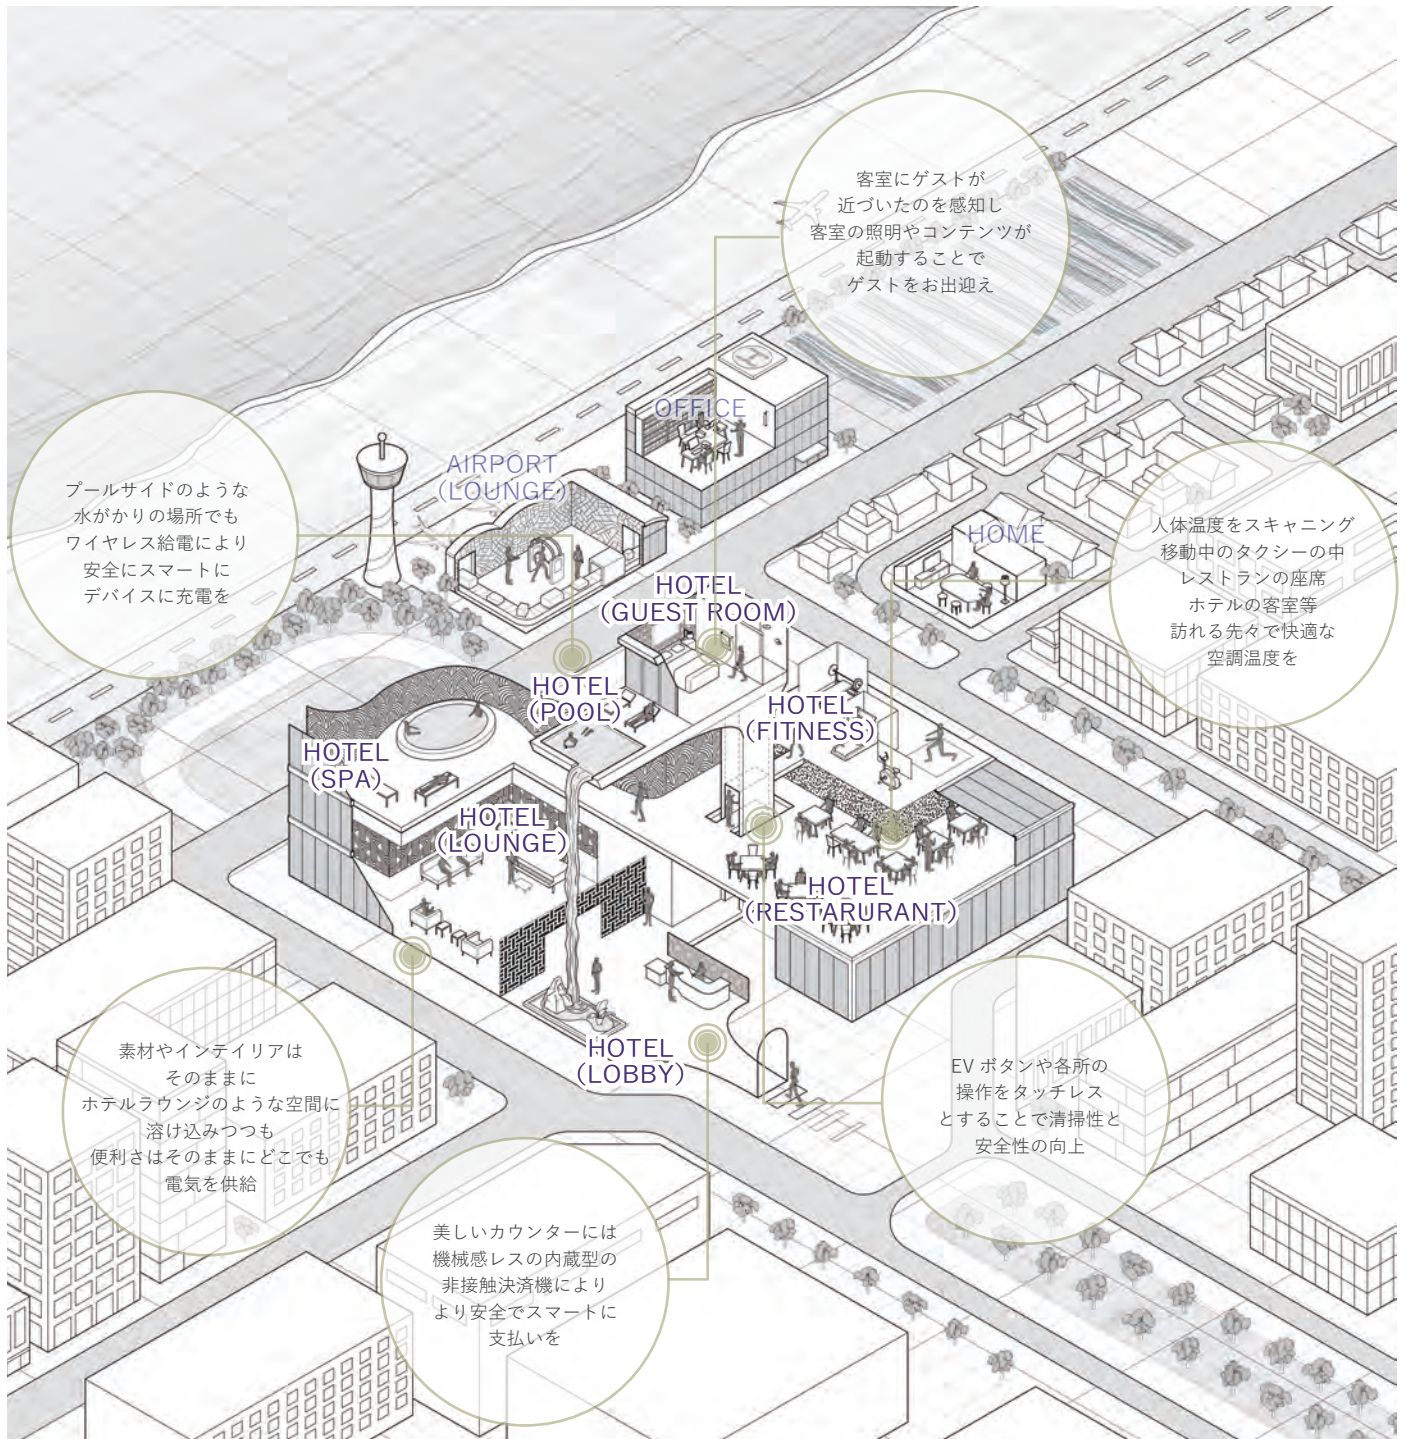 客室にゲストが
近づいたのを感知し
客室の照明やコンテンツが
起動することで
ゲストをお出迎え
OFFICE
AIRPORT
(LOUNGE)
プールサイドのような
水がかりの場所でも
ワイヤレス給電により
安全にスマートに
デバイスに充電を
HOME
人体温度をスキャニング
移動中のタクシーの中
レストランの座席
ホテルの客室等
訪れる先々で快適な
空調温度を
HOTEL
(GUEST ROOM)
HOTEL
(POOL)
HOTEL
(FITNESS)
HOTEL
(SPA)
HOTEL
(LOUNGE)
HOTEL
(RESTARURANT)
HOTEL
(LOBBY)
素材やインテイリアは
そのままに
ホテルラウンジのような空間に
溶け込みつつも
便利さはそのままにどこでも
電気を供給
EV ボタンや各所の
操作をタッチレス
とすることで清掃性と
安全性の向上
美しいカウンターには
機械感レスの内蔵型の
非接触決済機により
より安全でスマートに
支払いを
H